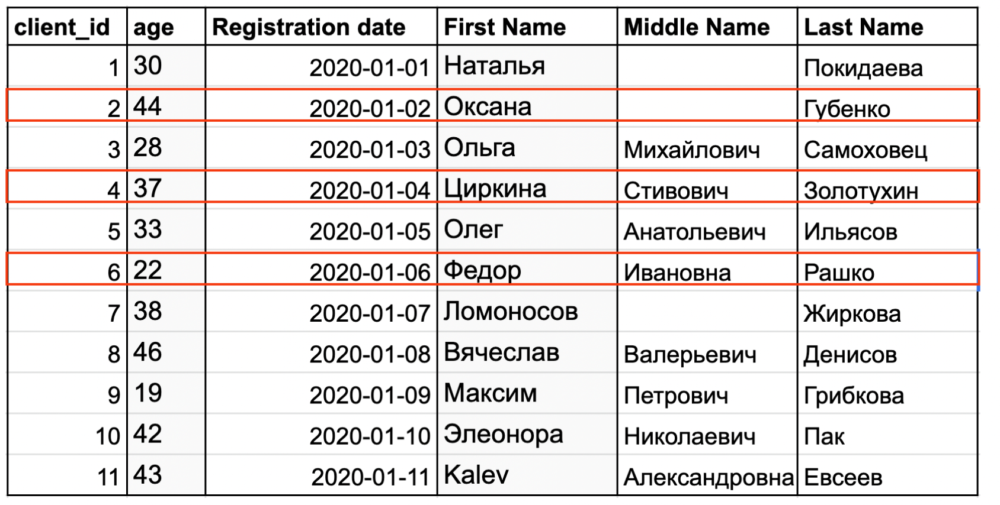 client_id age Registration date First Name Middle Name Last Name
1 30 2020-01-01 Наталья Покидаева
2 44 2020-01-02 Оксана Губенко
3 28 2020-01-03 Ольга Михайлович Самоховец
4 37 2020-01-04 Циркина Стивович Золотухин
5 33 2020-01-05 Олег Анатольевич Ильясов
6 22 2020-01-06 Федор Ивановна Рашко
7 38 2020-01-07 Ломоносов Жиркова
8 46 2020-01-08 Вячеслав Валерьевич Денисов
9 19 2020-01-09 Максим Петрович Грибкова
10 42 2020-01-10 Элеонора Николаевич Пак
11 43 2020-01-11 Kalev Александровна Евсеев